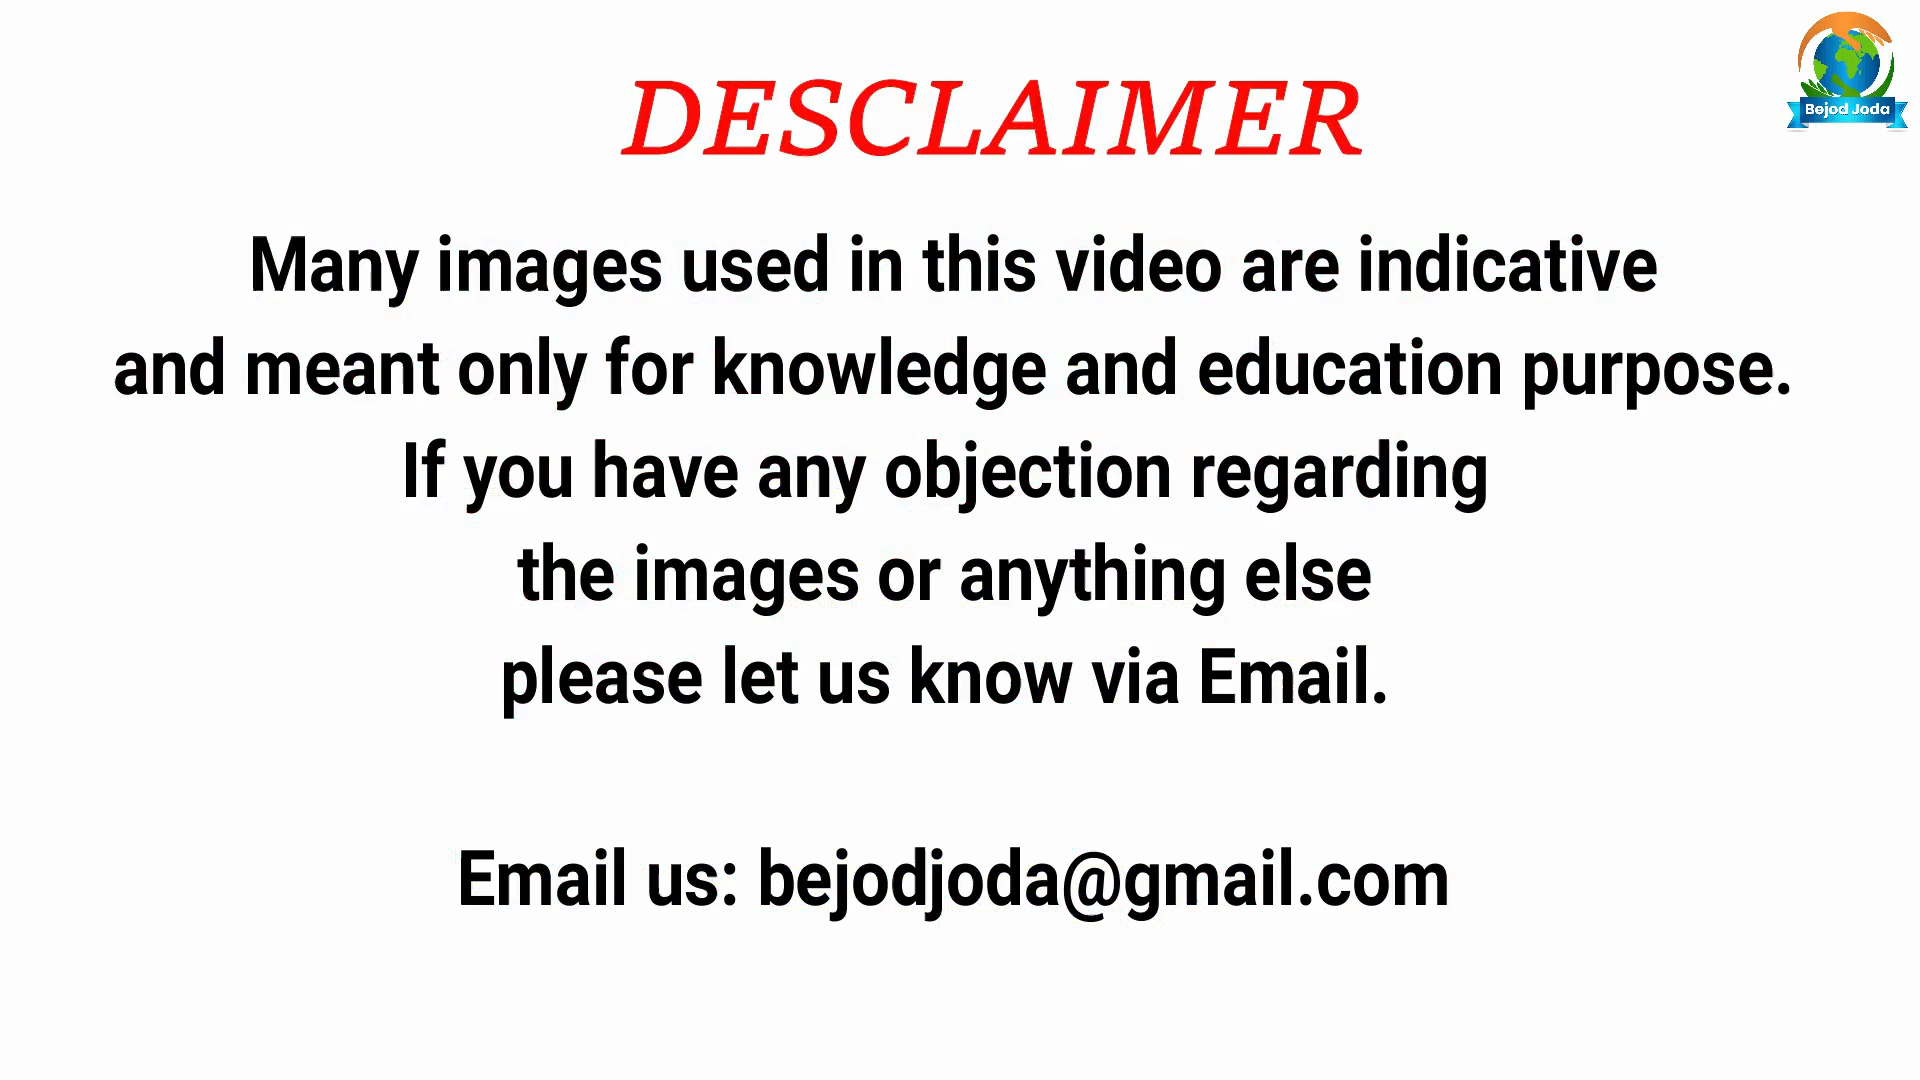 Bejod Joda
DESCLAIMER
Many images used in this video are indicative
and meant only for knowledge and education purpose.
If you have any objection regarding
the images or anything else
please let us know via Email.
Email us: bejodjoda@gmail.com